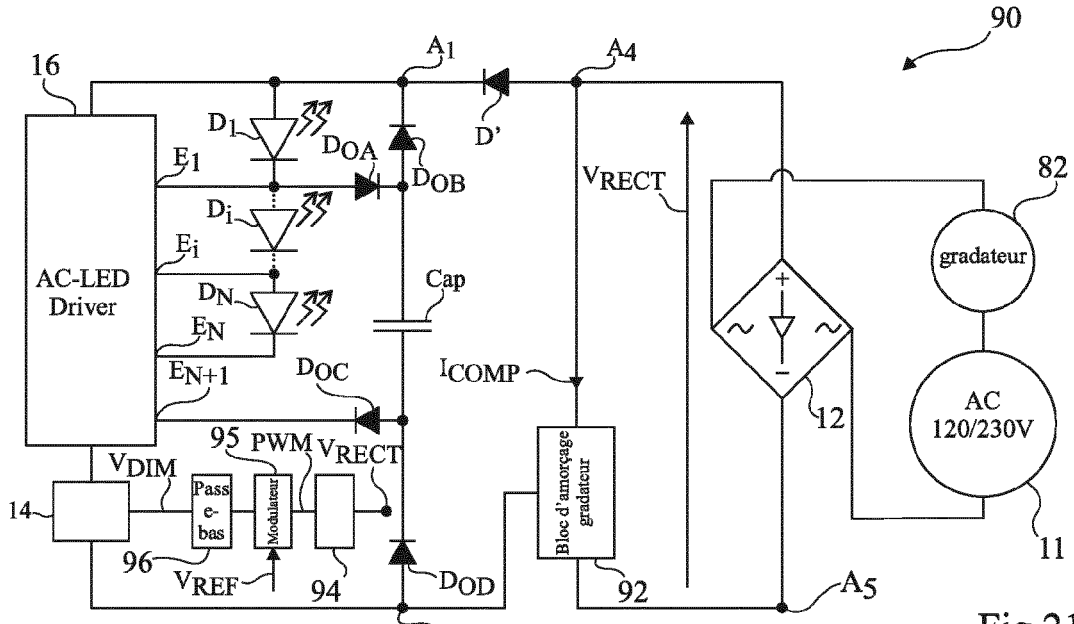 90
A1
A4
16
D1
DOA
DOB
D'
E1
VRECT
82
Di
gradateur
Ei
AC-LED
Driver
DN
Cap
+
EN
ICOMP
EN+1
DOC
−
12
AC
120/230V
95
PWM
VRECT
VDIM
Pass
e-
bas
Modulateur
Bloc d'amorçage
gradateur
14
11
96
VREF
94
DOD
92
A5